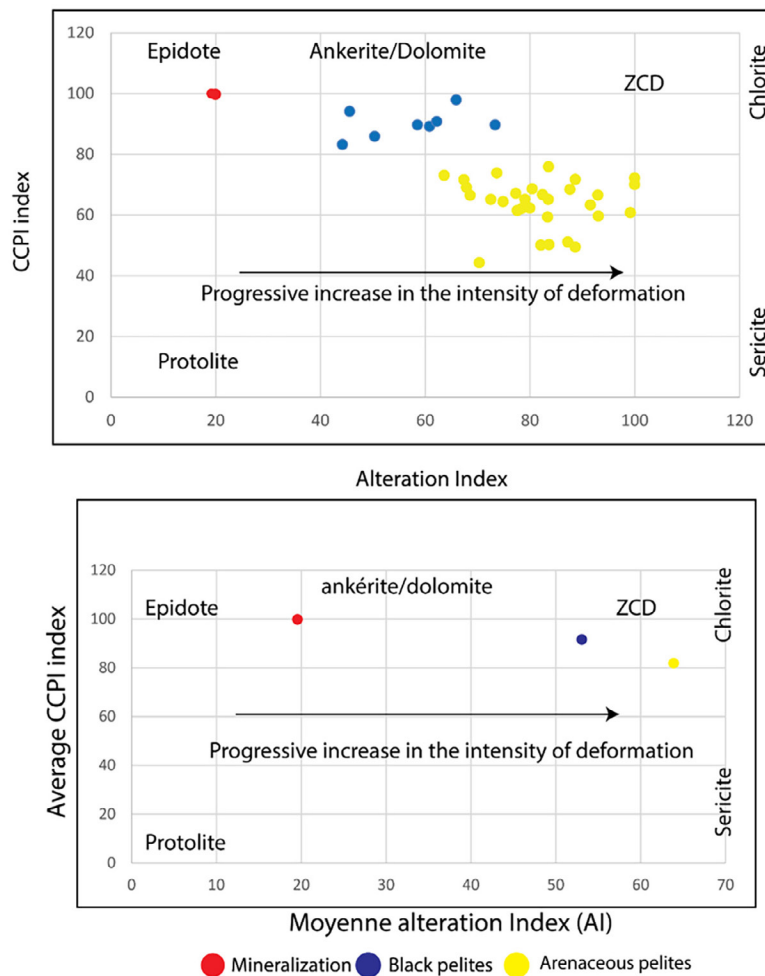 120
Epidote Ankerite/Dolomite
ZCD
Chlorite
100
80
CCPI index
60
40
Progressive increase in the intensity of deformation
20
Protolite
Sericite
0
0 20 40 60 80 100 120
Alteration Index
120
ankérite/dolomite
Epidote ZCD
Chlorite
100
80
Average CCPI index
60
Progressive increase in the intensity of deformation
40
20
Sericite
Protolite
0
0 10 20 30 40 50 60 70
Moyenne alteration Index (AI)
Mineralization Black pelites Arenaceous pelites